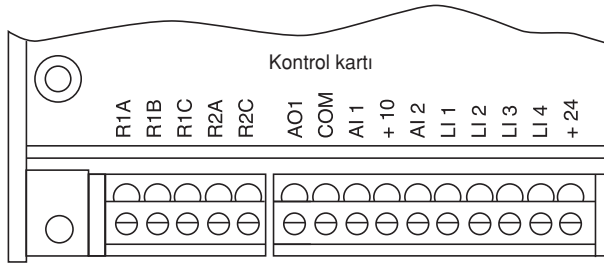 Kontrol kartı
R1A
R1B
R1C
R2A
R2C
AO1
COM
AI 1
+ 10
AI 2
LI 1
LI 2
LI 3
LI 4
+ 24